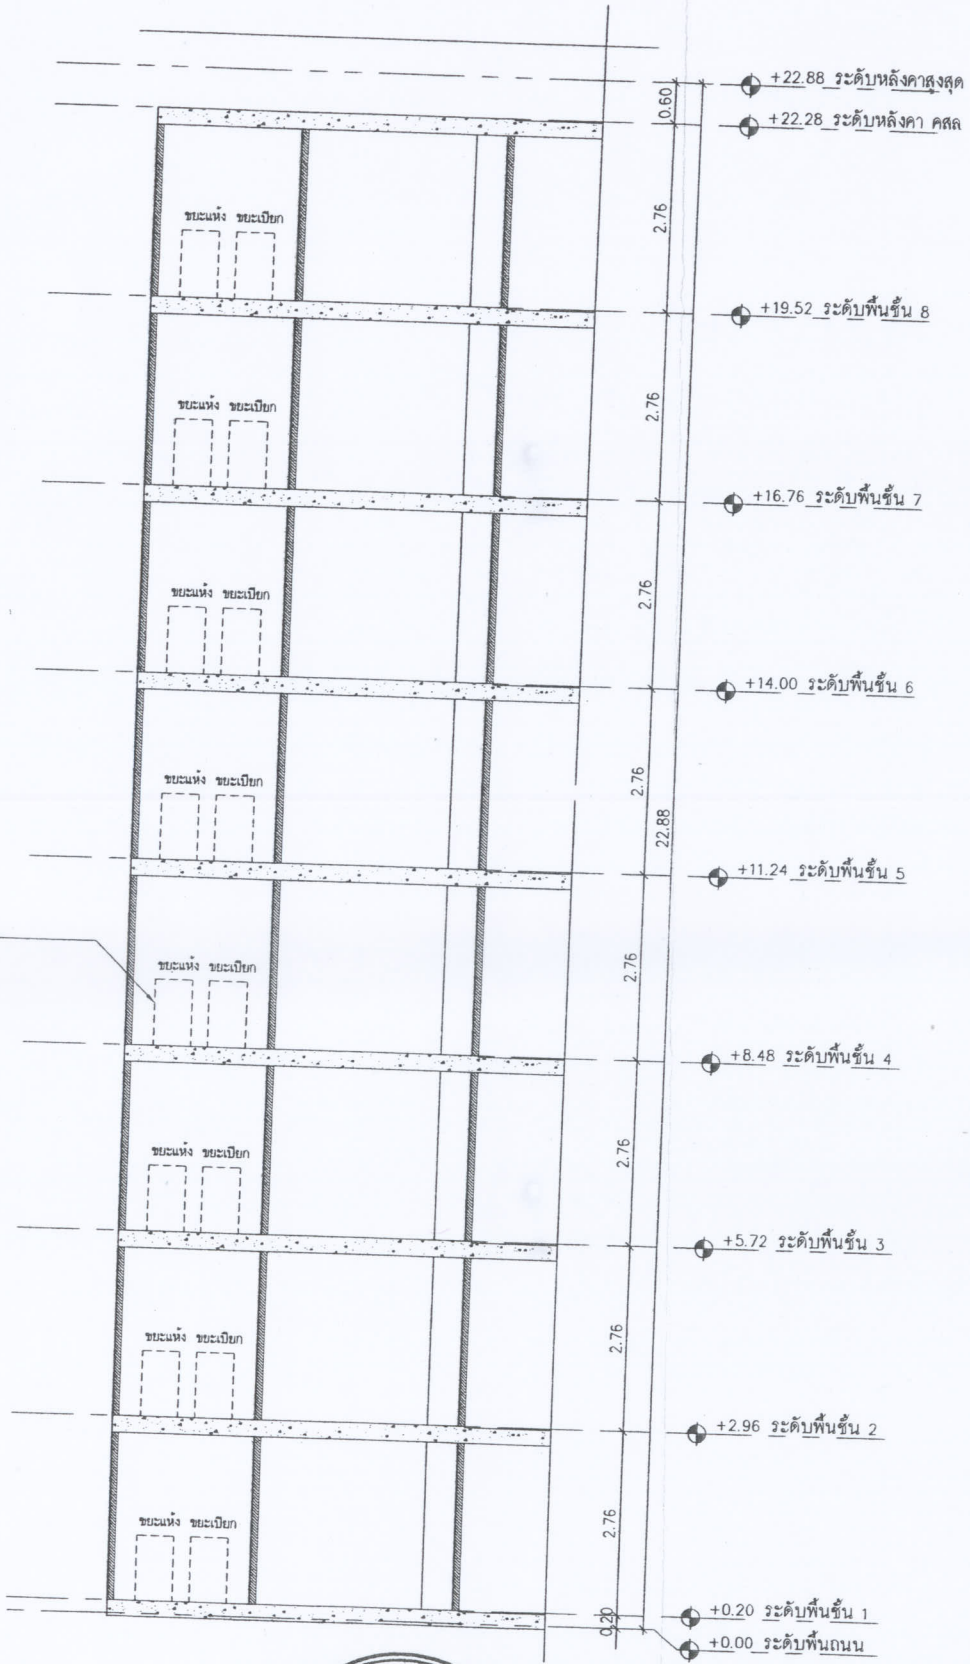 +22.88 ระดับหลังคาสูงสุด
0.60
+22.28 ระดับหลังคา คสล
2.76
ขยะแห้ง ขยะเปียก
+19.52 ระดับพื้นชั้น 8
2.76
ขยะแห้ง ขยะเปียก
+16.76 ระดับพื้นชั้น 7
2.76
ขยะแห้ง ขยะเปียก
+14.00 ระดับพื้นชั้น 6
2.76
ขยะแห้ง ขยะเปียก
22.88
+11.24 ระดับพื้นชั้น 5
2.76
ขยะแห้ง ขยะเปียก
+8.48 ระดับพื้นชั้น 4
2.76
ขยะแห้ง ขยะเปียก
+5.72 ระดับพื้นชั้น 3
2.76
ขยะแห้ง ขยะเปียก
+2.96 ระดับพื้นชั้น 2
2.76
ขยะแห้ง ขยะเปียก
+0.20 ระดับพื้นชั้น 1
0.20
+0.00 ระดับพื้นถนน